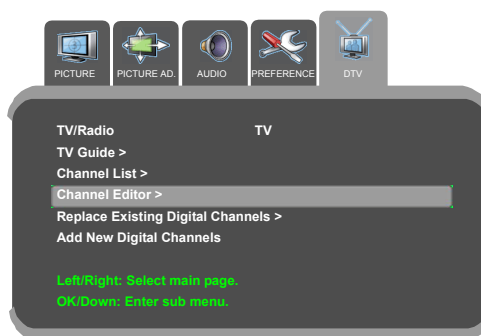 PICTURE PICTURE AD. AUDIO PREFERENCE DTV
TV/Radio TV
TV Guide >
Channel List >
Channel Editor >
Replace Existing Digital Channels >
Add New Digital Channels
Left/Right: Select main page.
OK/Down: Enter sub menu.